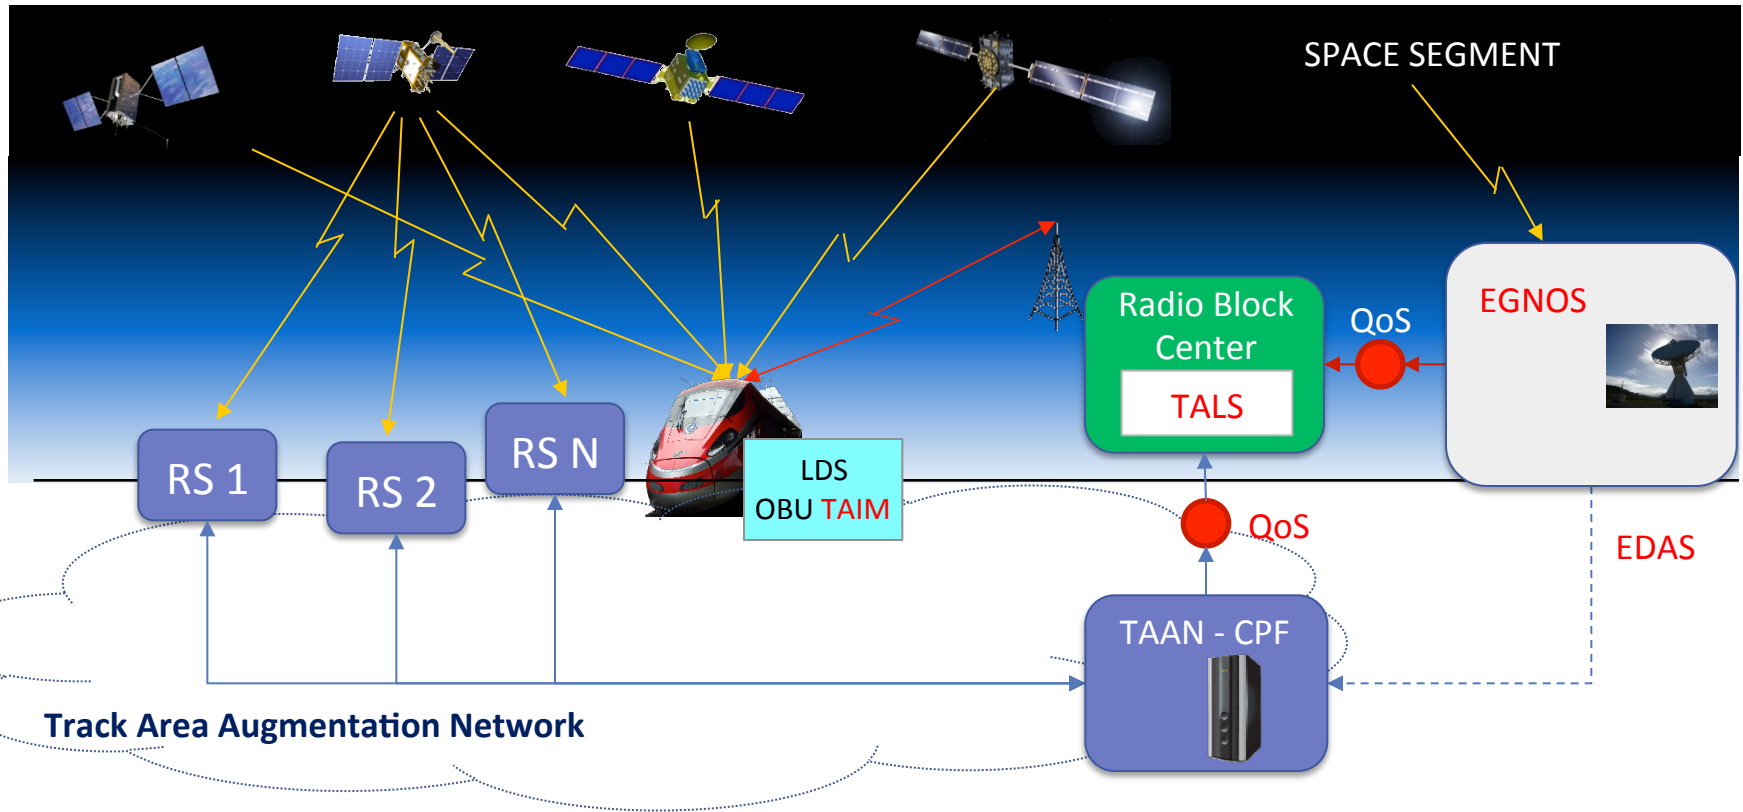 SPACE SEGMENT
EGNOS
Radio Block
Center
QoS
TALS
RS 1
RS 2
RS N
LDS
OBU TAIM
QoS
EDAS
TAAN - CPF
Track Area Augmentation Network